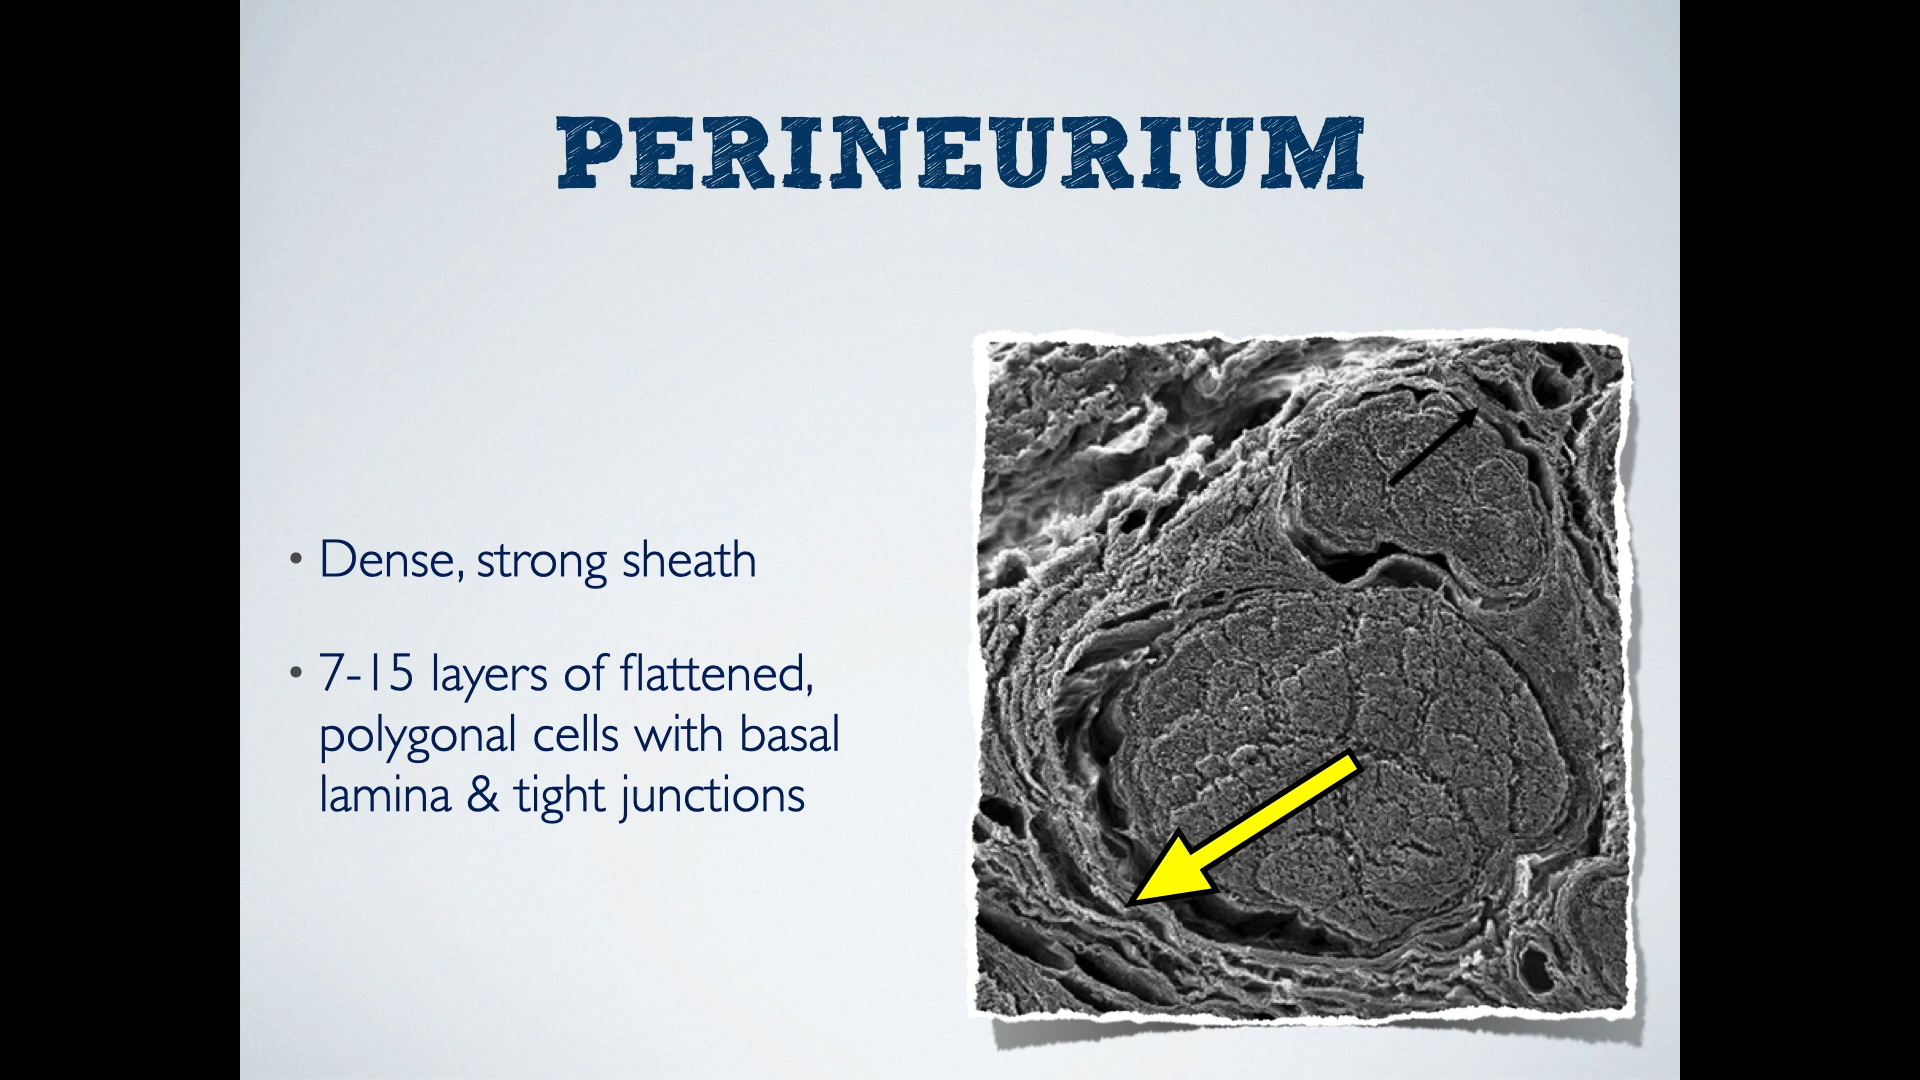 PERINEURIUM
• Dense, strong sheath
• 7-15 layers of flattened,
polygonal cells with basal
lamina & tight junctions